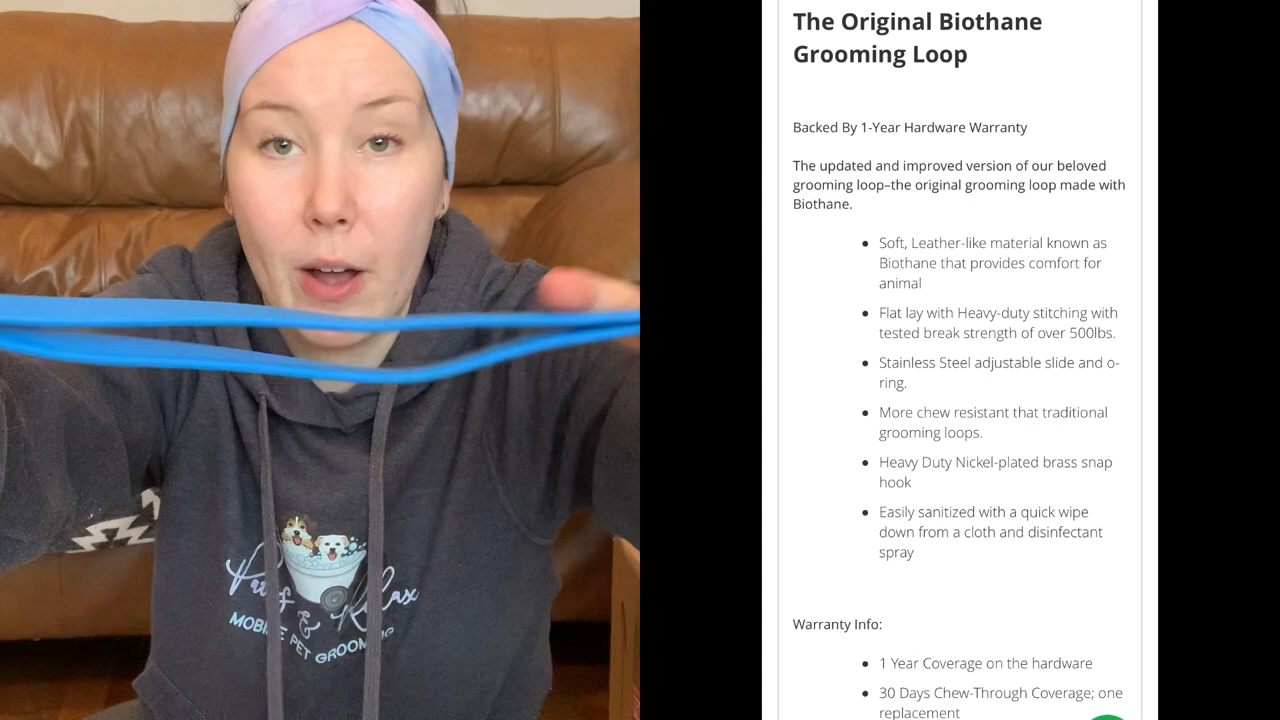 Pause & Relax
MOBILE PET GROOMING
The Original Biothane
Grooming Loop
Backed By 1-Year Hardware Warranty
The updated and improved version of our beloved
grooming loop–the original grooming loop made with
Biothane.
Soft, Leather-like material known as
Biothane that provides comfort for
animal
Flat lay with Heavy-duty stitching with
tested break strength of over 500lbs.
Stainless Steel adjustable slide and o-
ring.
More chew resistant that traditional
grooming loops.
Heavy Duty Nickel-plated brass snap
hook
Easily sanitized with a quick wipe
down from a cloth and disinfectant
spray
Warranty Info:
1 Year Coverage on the hardware
30 Days Chew-Through Coverage; one
replacement